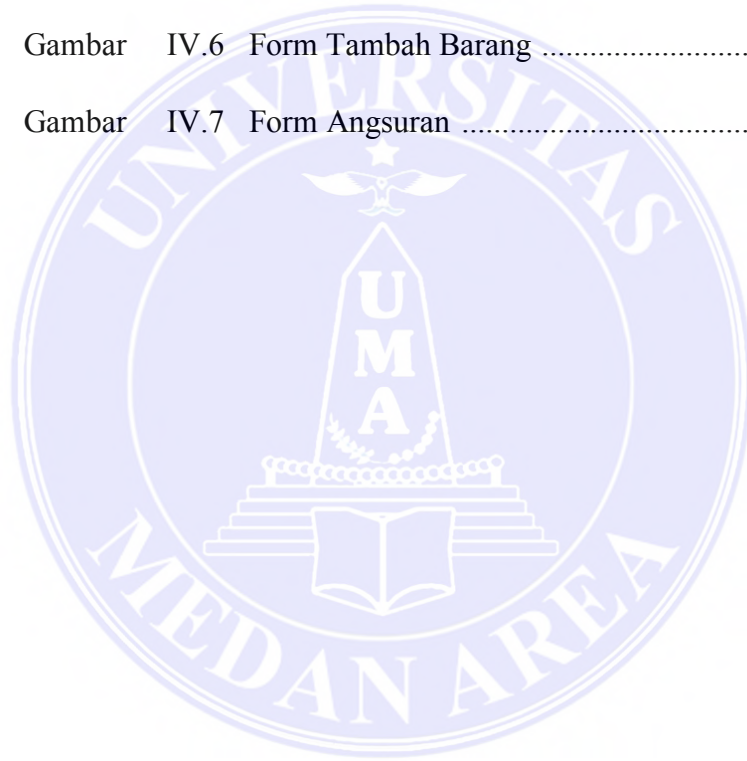 Gambar IV.6 Form Tambah Barang ................................
Gambar IV.7 Form Angsuran ............................................
UNIVERSITAS
U
M
A
MEDAN AREA